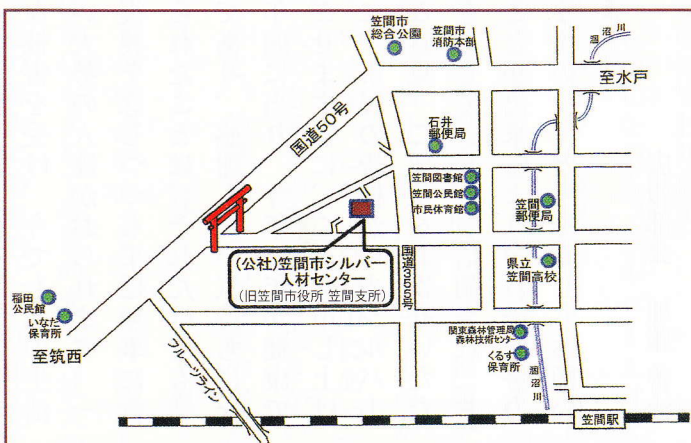 笠間市
総合公園
笠間市
消防本部
涸沼川
至水戸
国道50号
石井
郵便局
笠間図書館
笠間公民館
市民体育館
笠間
郵便局
(公社)笠間市シルバー
人材センター
(旧笠間市役所 笠間支所)
国道355号
県立
笠間高校
稲田
公民館
いなだ
保育所
至筑西
フルーツライン
関東森林管理局
森林技術センター
くるす
保育所
涸沼川
笠間駅